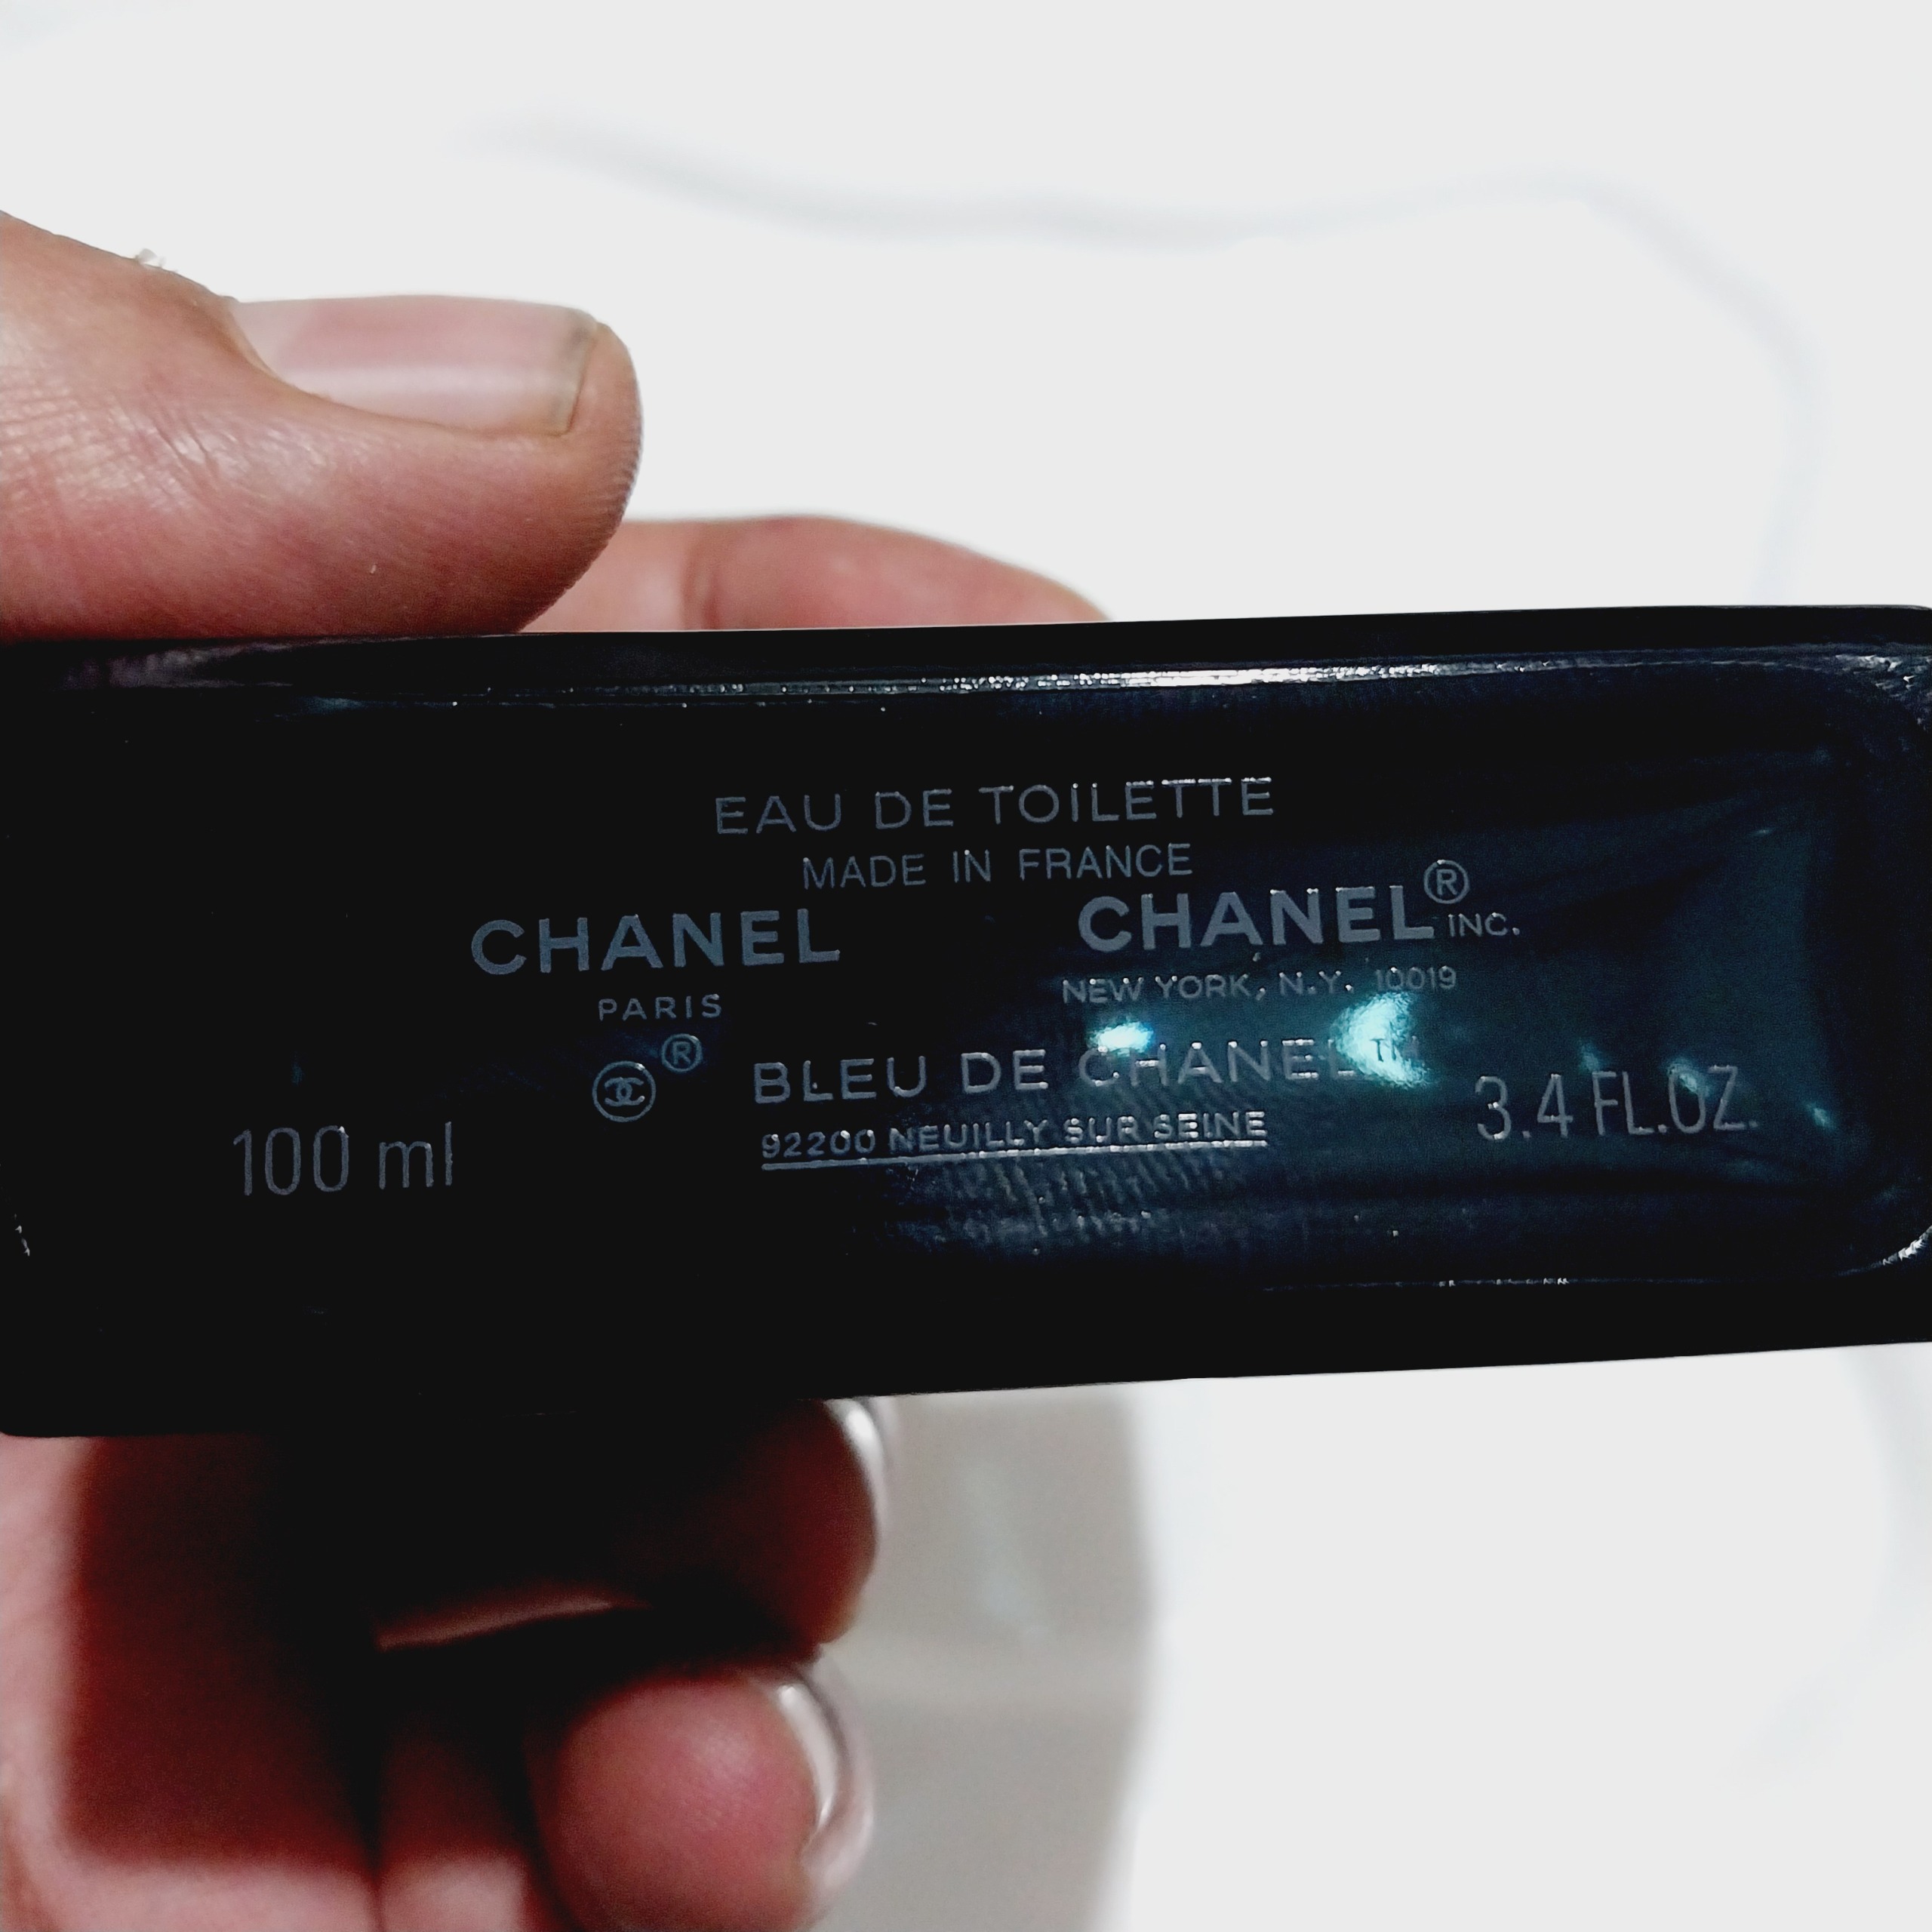 EAU DE TOILETTE
MADE IN FRANCE
CHANEL
PARIS
CHANEL® INC.
NEW YORK, N.Y. 10019
®
BLEU DE CHANEL™
92200 NEUILLY SUR SEINE
100 ml
3.4 FL.OZ.